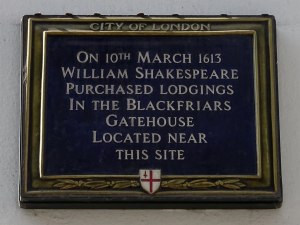 CITY OF LONDON
ON 10TH MARCH 1613
WILLIAM SHAKESPEARE
PURCHASED LODGINGS
IN THE BLACKFRIARS
GATEHOUSE
LOCATED NEAR
THIS SITE